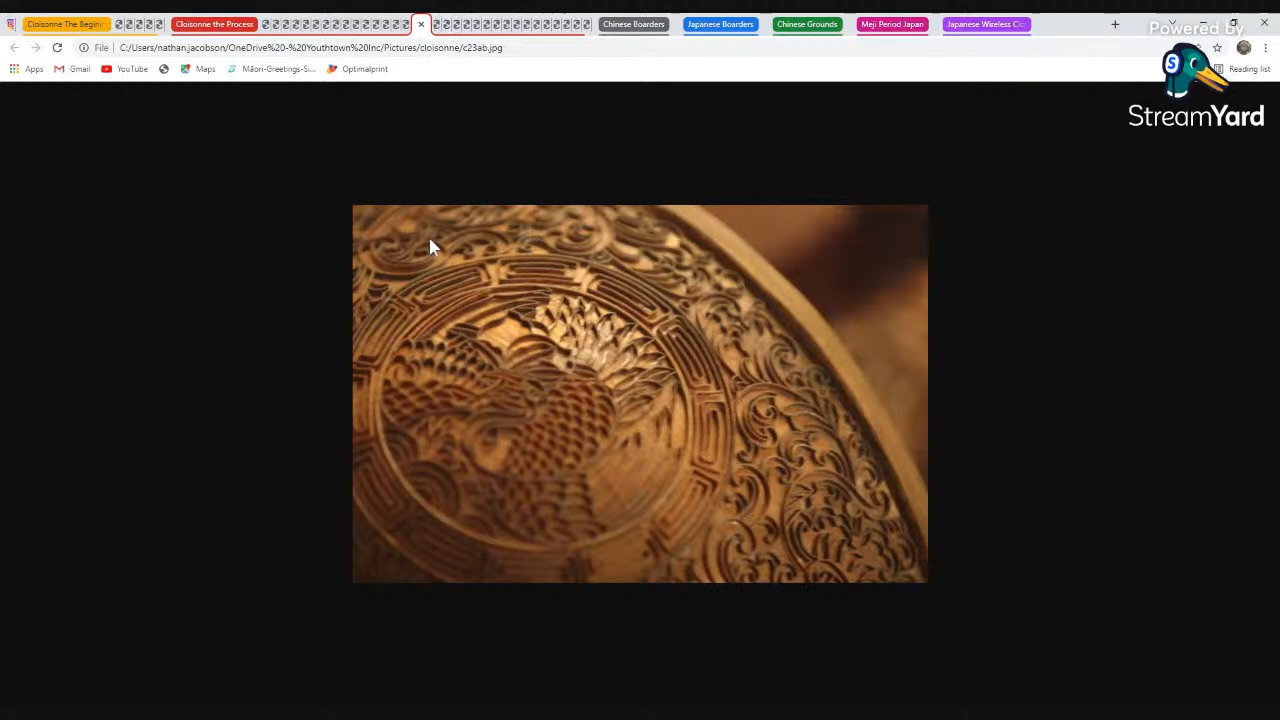 Cloisonne The Beginin
Cloisonne the Process
Chinese Boarders
Japanese Boarders
Chinese Grounds
Meji Period Japan
Japanese Wireless Clo
Powered by
File
C:/Users/nathan.jacobson/OneDrive%20-%20Youthtown%20Inc/Pictures/cloisonne/c23ab.jpg
Apps
Gmail
YouTube
Maps
Māori-Greetings-Si...
Optimalprint
Reading list
S
StreamYard